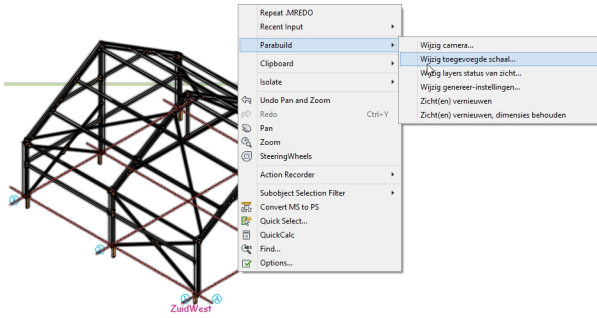 Repeat .MREDO
Recent Input
Parabuild
Clipboard
Isolate
Undo Pan and Zoom
Redo Ctrl+Y
Pan
Zoom
SteeringWheels
Action Recorder
Subobject Selection Filter
Convert MS to PS
Quick Select...
QuickCalc
Find...
Options...
Wijzig camera...
Wijzig toegevoegde schaal...
Wijzig layers status van zicht...
Wijzig genereer-instellingen...
Zicht(en) vernieuwen
Zicht(en) vernieuwen, dimensies behouden
A
ZuidWest